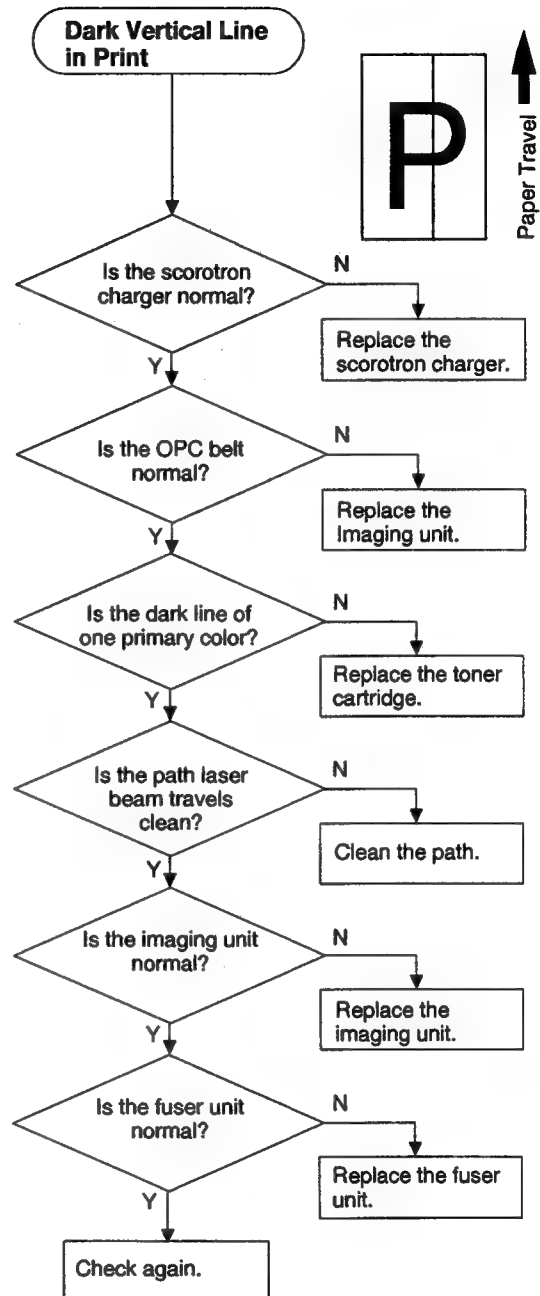 Dark Vertical Line
in Print
P
Paper Travel
Is the scorotron
charger normal?
N
Replace the
scorotron charger.
Y
Is the OPC belt
normal?
N
Replace the
Imaging unit.
Y
Is the dark line of
one primary color?
N
Replace the toner
cartridge.
Y
Is the path laser
beam travels
clean?
N
Clean the path.
Y
Is the imaging unit
normal?
N
Replace the
imaging unit.
Y
Is the fuser unit
normal?
N
Replace the fuser
unit.
Y
Check again.